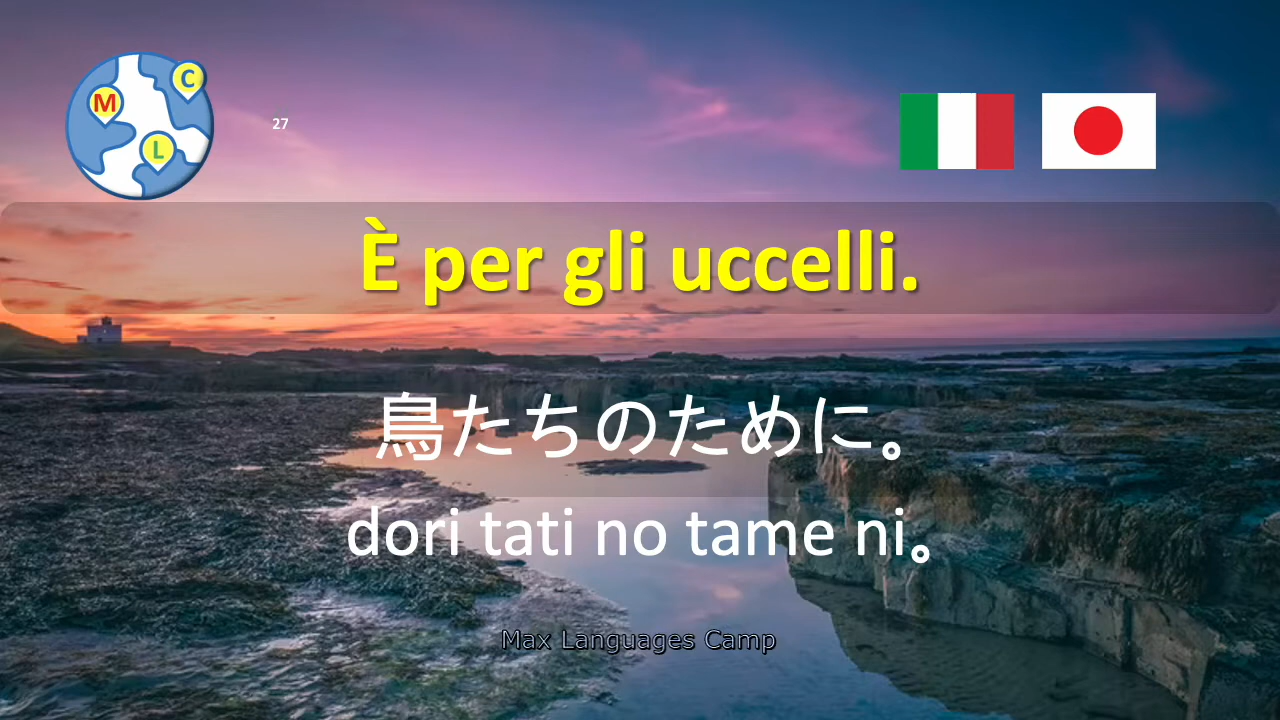 M
C
L
27
È per gli uccelli.
鳥たちのために。
dori tati no tame ni。
Max Languages Camp